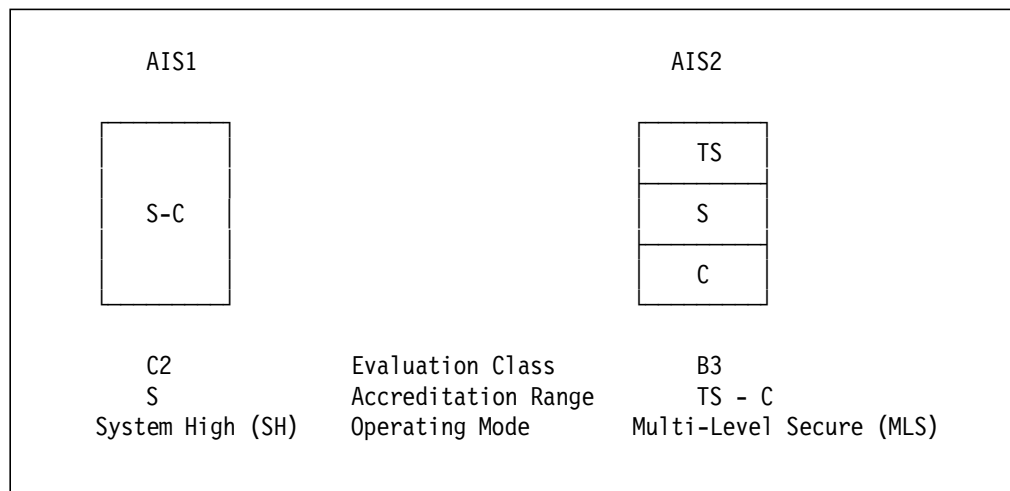 AIS1 AIS2
TS
S-C S
C
C2 Evaluation Class B3
S Accreditation Range TS - C
System High (SH) Operating Mode Multi-Level Secure (MLS)